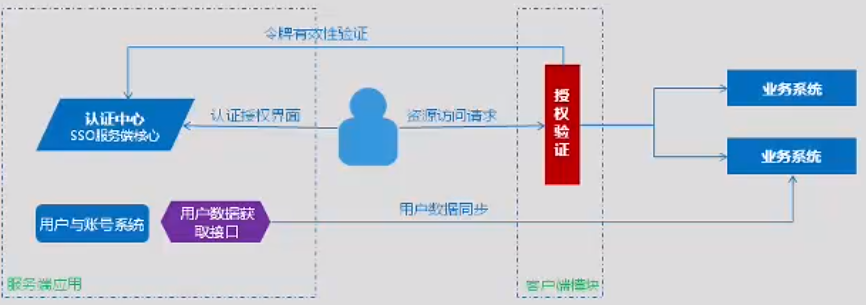 令牌有效性验证
认证中心
SSO服务端核心
认证授权界面
资源访问请求
授
权
验
证
业务系统
业务系统
用户与账号系统
用户数据获
取接口
用户数据同步
服务端应用
客户端模块